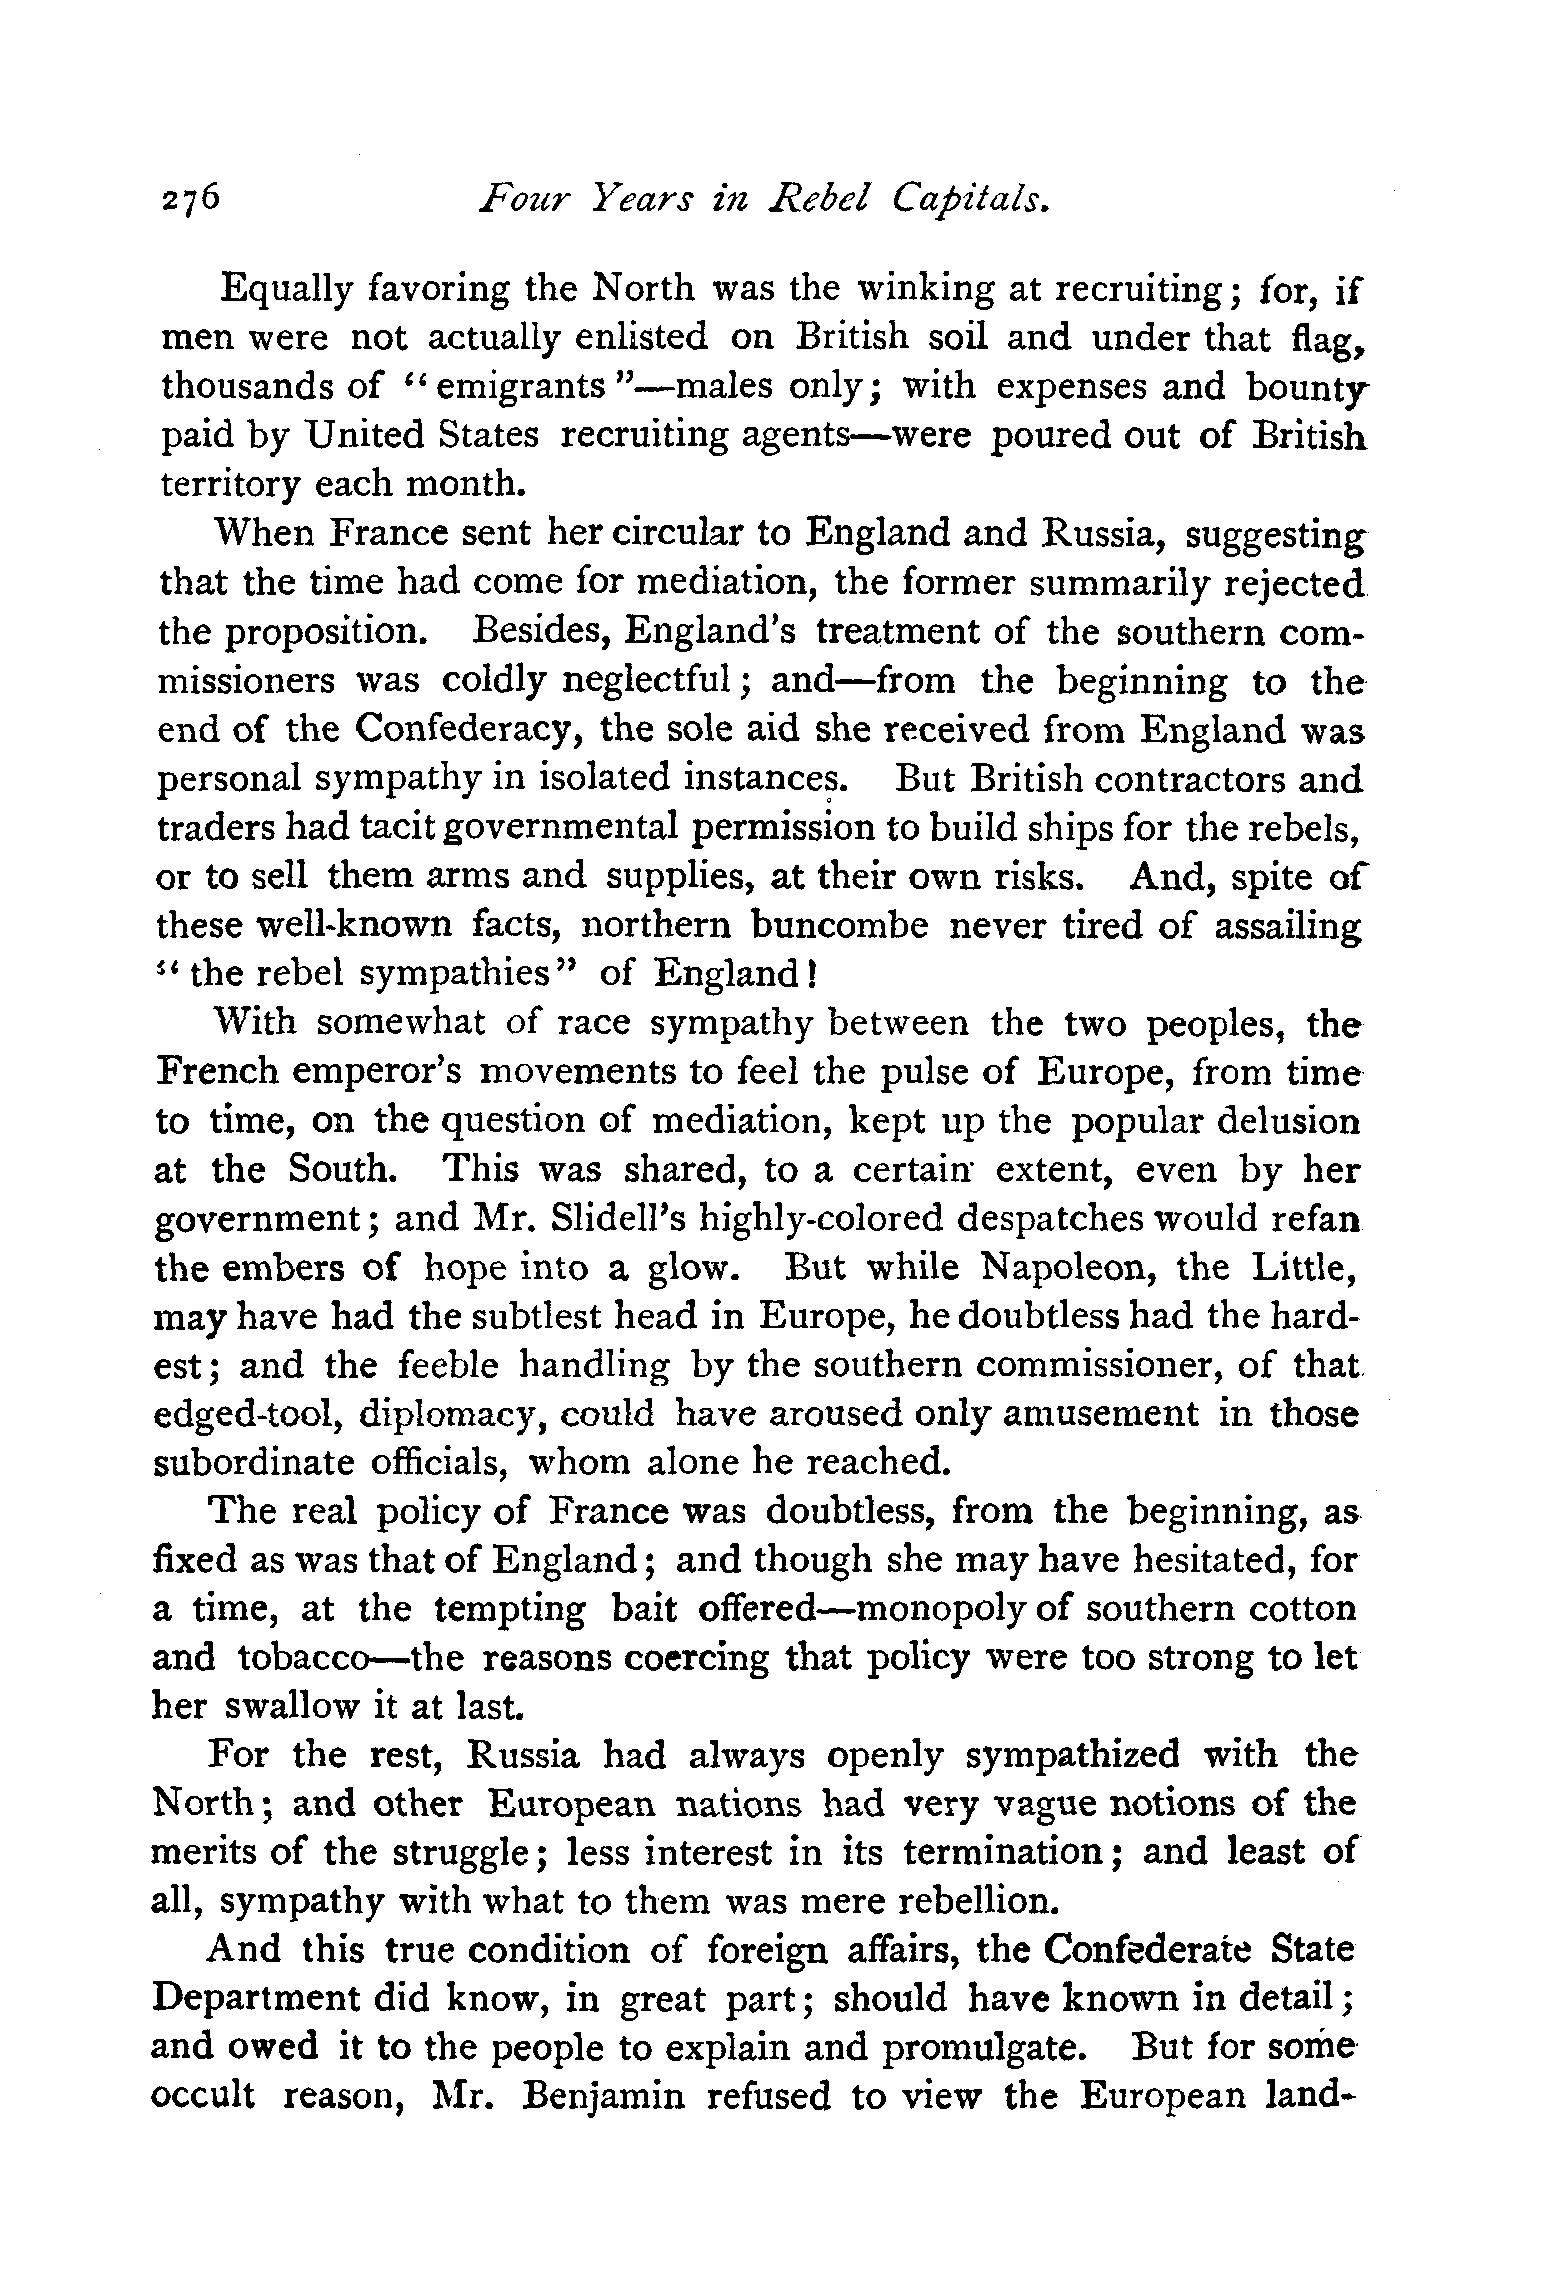 276 Four Years in Rebel Capitals.
Equally favoring the North was the winking at recruiting; for, if
men were not actually enlisted on British soil and under that flag,
thousands of "emigrants"—males only; with expenses and bounty
paid by United States recruiting agents—were poured out of British
territory each month.
When France sent her circular to England and Russia, suggesting
that the time had come for mediation, the former summarily rejected
the proposition. Besides, England's treatment of the southern com-
missioners was coldly neglectful; and—from the beginning to the
end of the Confederacy, the sole aid she received from England was
personal sympathy in isolated instances. But British contractors and
traders had tacit governmental permission to build ships for the rebels,
or to sell them arms and supplies, at their own risks. And, spite of
these well-known facts, northern buncombe never tired of assailing
"the rebel sympathies" of England!
With somewhat of race sympathy between the two peoples, the
French emperor's movements to feel the pulse of Europe, from time
to time, on the question of mediation, kept up the popular delusion
at the South. This was shared, to a certain extent, even by her
government; and Mr. Slidell's highly-colored despatches would refan
the embers of hope into a glow. But while Napoleon, the Little,
may have had the subtlest head in Europe, he doubtless had the hard-
est; and the feeble handling by the southern commissioner, of that
edged-tool, diplomacy, could have aroused only amusement in those
subordinate officials, whom alone he reached.
The real policy of France was doubtless, from the beginning, as
fixed as was that of England; and though she may have hesitated, for
a time, at the tempting bait offered—monopoly of southern cotton
and tobacco—the reasons coercing that policy were too strong to let
her swallow it at last.
For the rest, Russia had always openly sympathized with the
North; and other European nations had very vague notions of the
merits of the struggle; less interest in its termination; and least of
all, sympathy with what to them was mere rebellion.
And this true condition of foreign affairs, the Confederate State
Department did know, in great part; should have known in detail;
and owed it to the people to explain and promulgate. But for some
occult reason, Mr. Benjamin refused to view the European land-